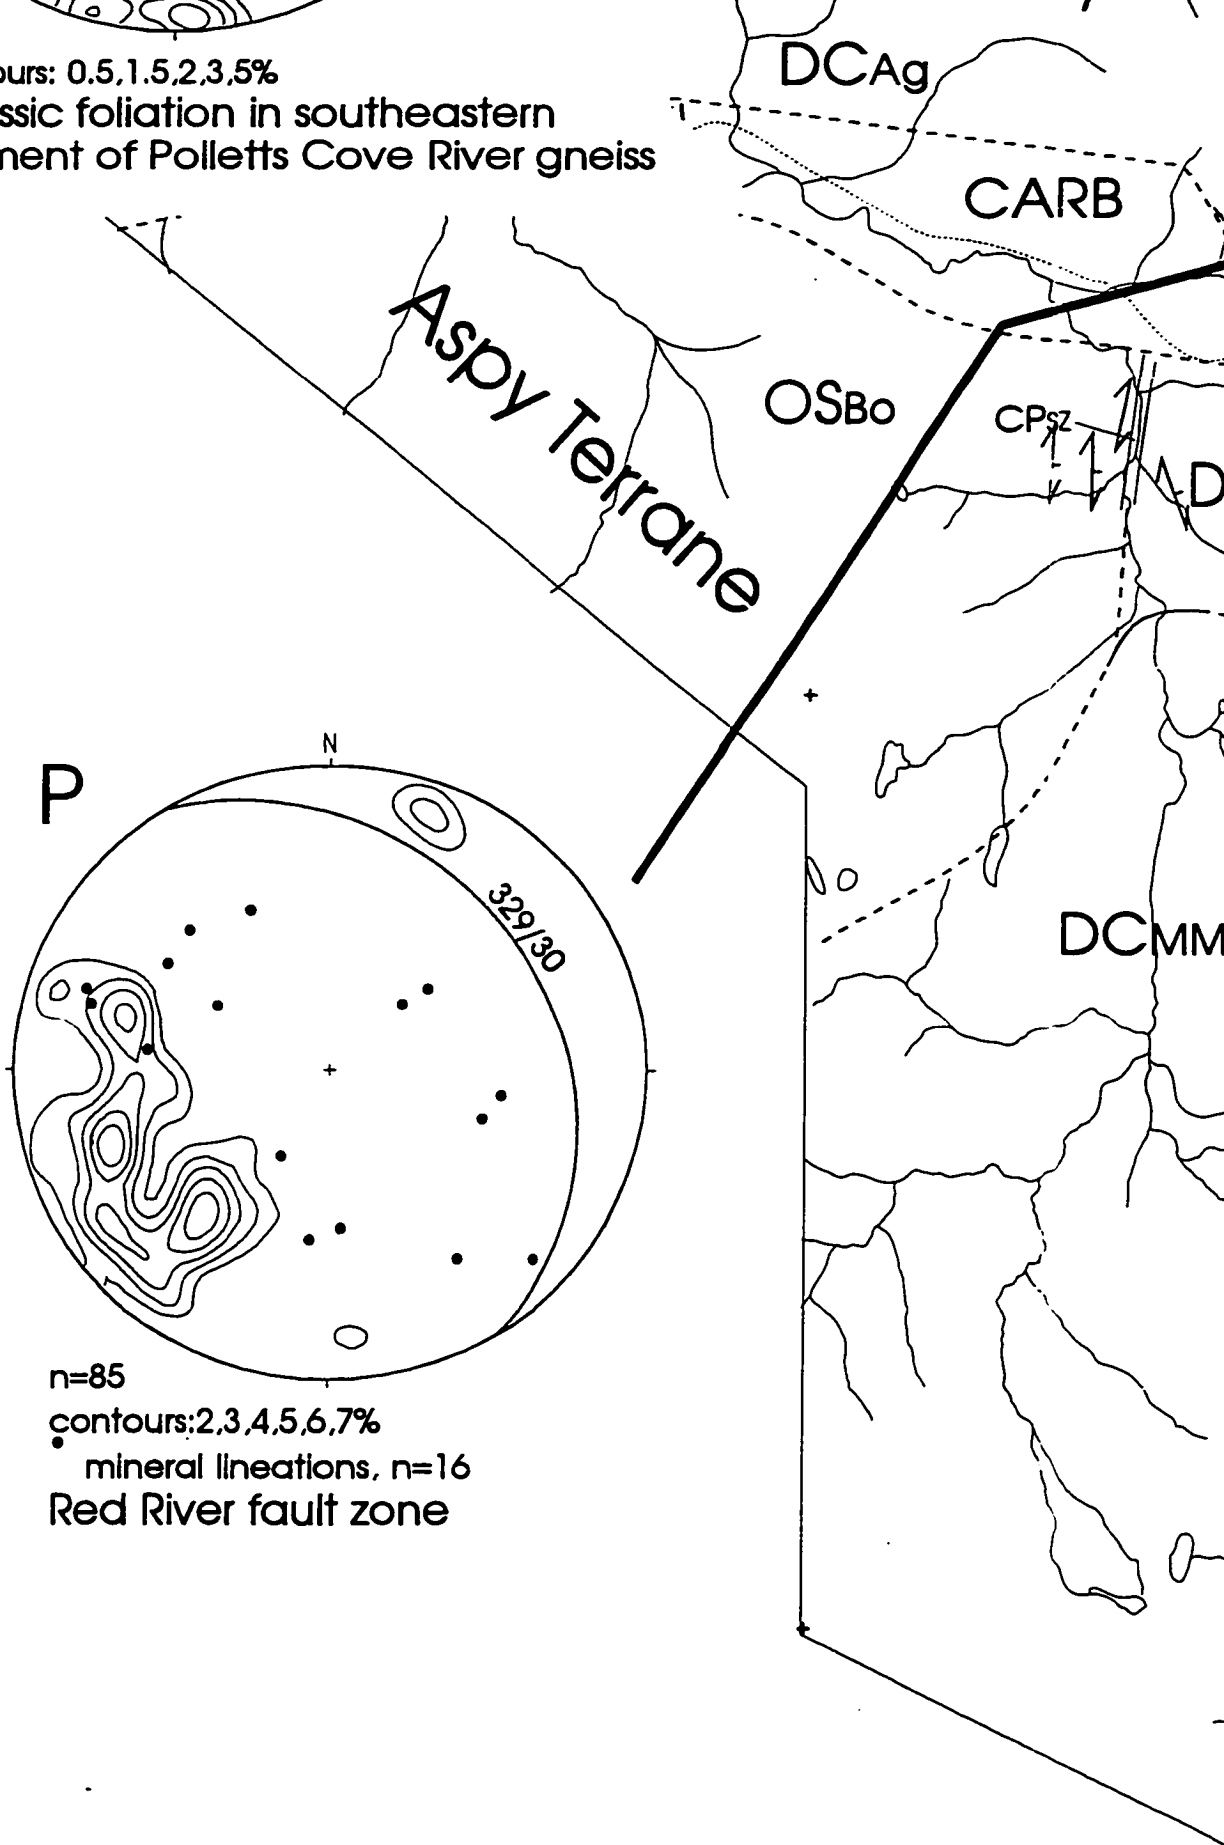 ours: 0.5,1.5,2,3,5%
ssic foliation in southeastern
ment of Polletts Cove River gneiss
DCAg
CARB
Aspy Terrane
OSBo
CPsz
D
N
P
329/30
DCMM
n=85
contours:2,3,4,5,6,7%
mineral lineations, n=16
Red River fault zone